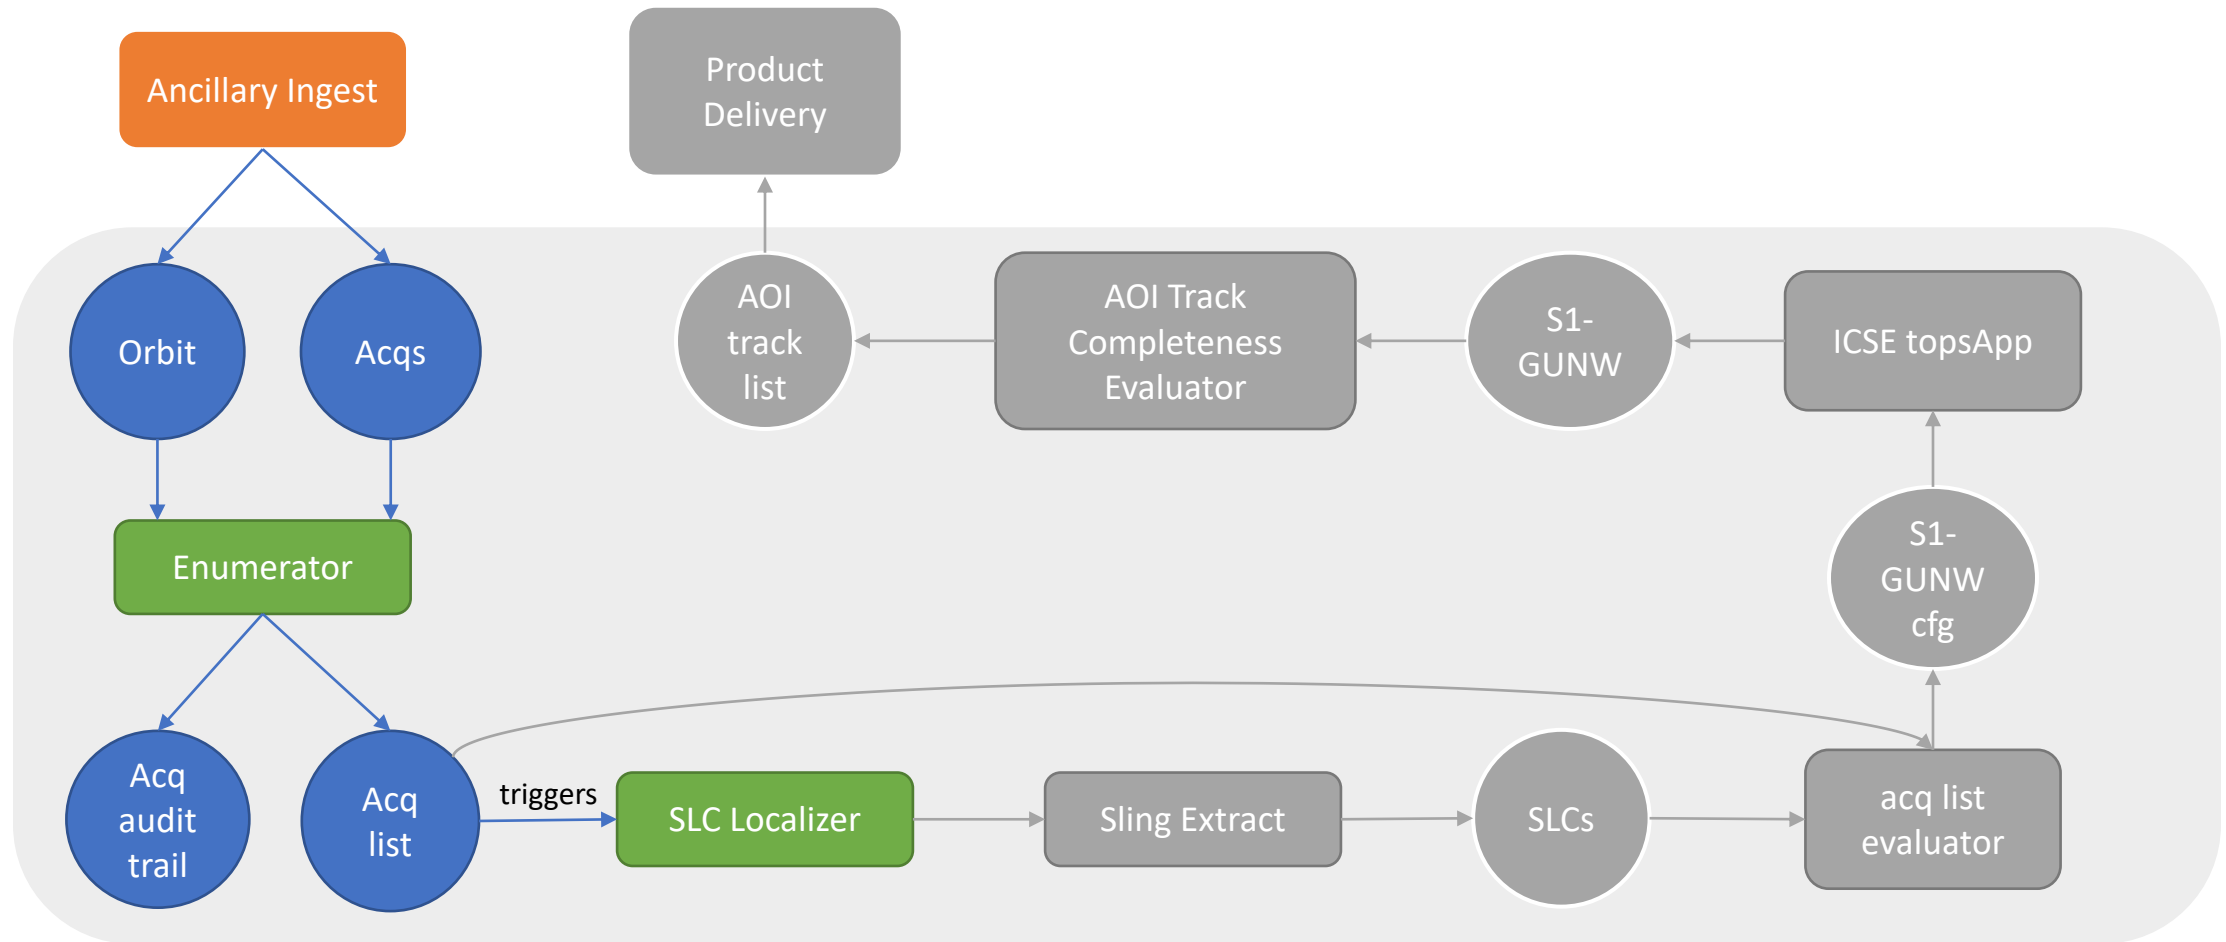 Ancillary Ingest
Product
Delivery
Orbit
Acqs
AOI
track
list
AOI Track
Completeness
Evaluator
S1-
GUNW
ICSE topsApp
Enumerator
S1-
GUNW
cfg
Acq
audit
trail
Acq
list
triggers
SLC Localizer
Sling Extract
SLCs
acq list
evaluator